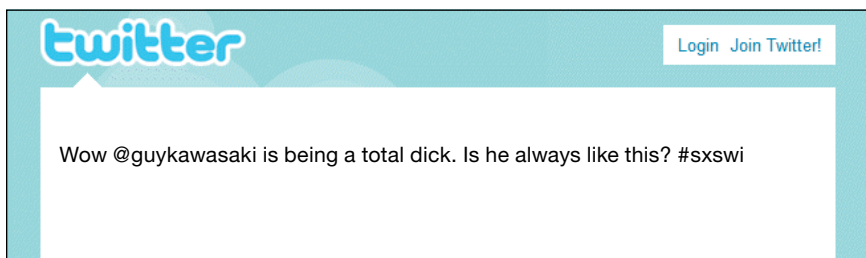 twitter
Login Join Twitter!
Wow @guykawasaki is being a total dick. Is he always like this? #sxswi